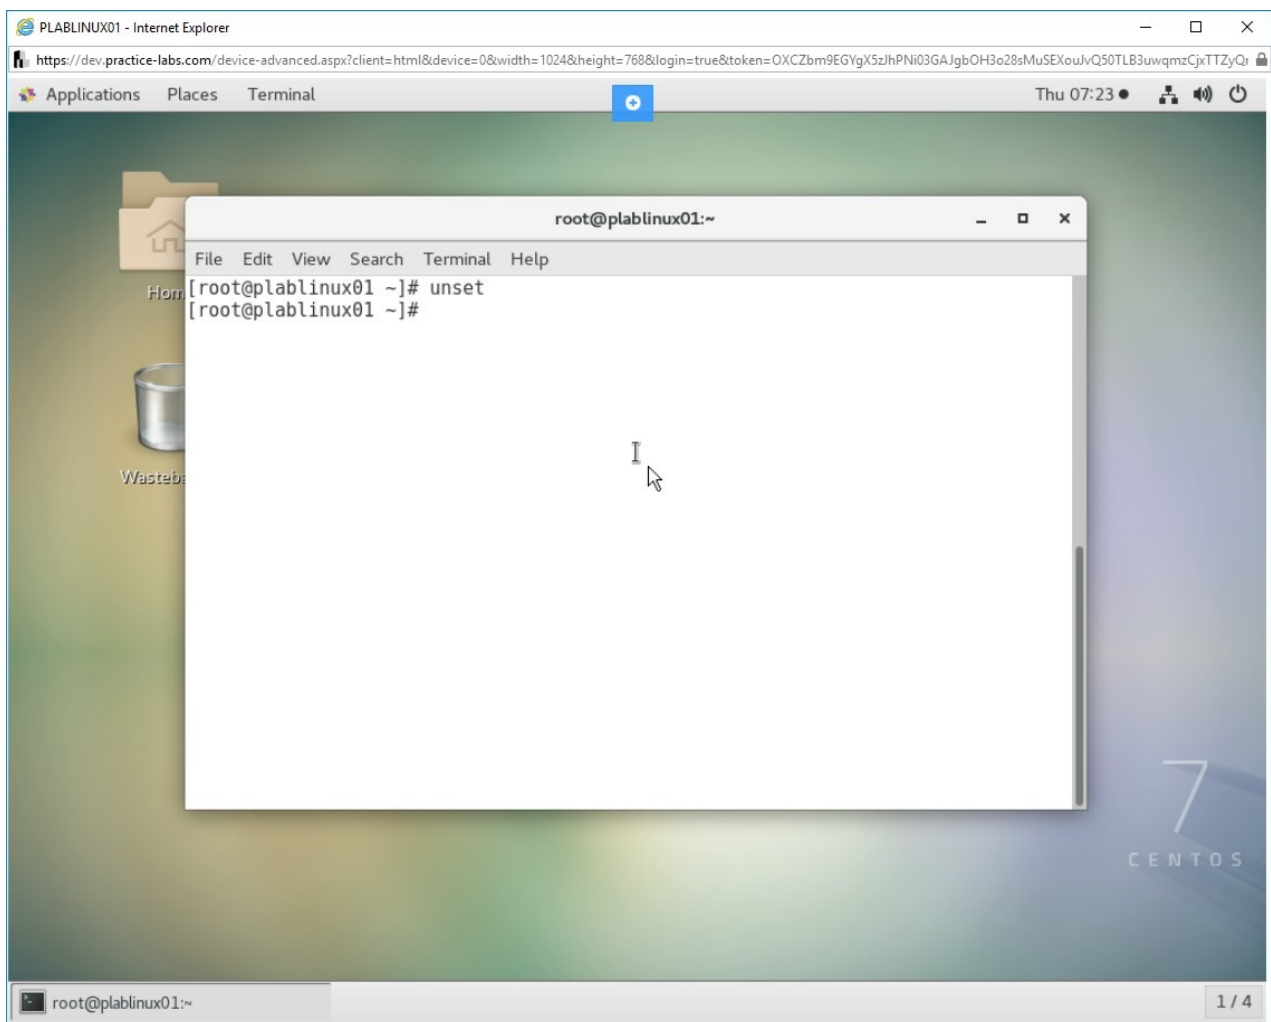 PLABLINUX01 - Internet Explorer
https://dev.practice-labs.com/device-advanced.aspx?client=html&device=0&width=1024&height=768&login=true&token=OXCZbm9EGYgX5zJhPNi03GAJgbOH3o28sMuSEXouJvQ50TLB3uwqmzCjxTTZyQr
Applications Places Terminal Thu 07:23
root@plablinux01:~
File Edit View Search Terminal Help
[root@plablinux01 ~]# unset
[root@plablinux01 ~]#
Hom
Wasteb
7
CENTOS
root@plablinux01:~ 1 / 4